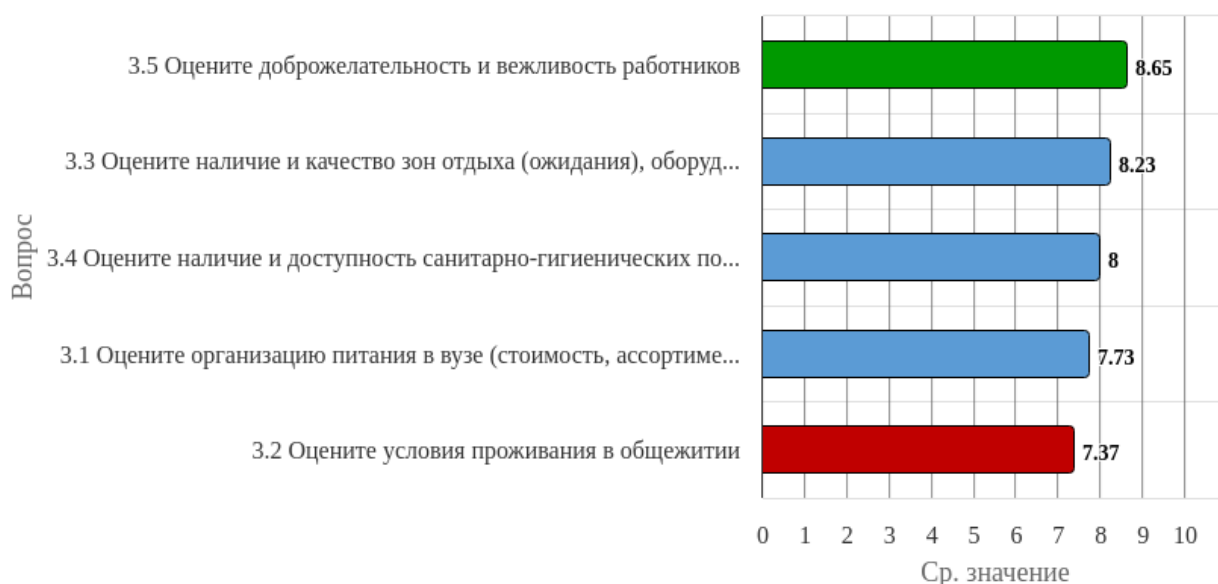 3.5 Оцените доброжелательность и вежливость работников
8.65
3.3 Оцените наличие и качество зон отдыха (ожидания), оборуд...
8.23
Вопрос
3.4 Оцените наличие и доступность санитарно-гигиенических по...
8
3.1 Оцените организацию питания в вузе (стоимость, ассортиме...
7.73
3.2 Оцените условия проживания в общежитии
7.37
0 1 2 3 4 5 6 7 8 9 10
Ср. значение